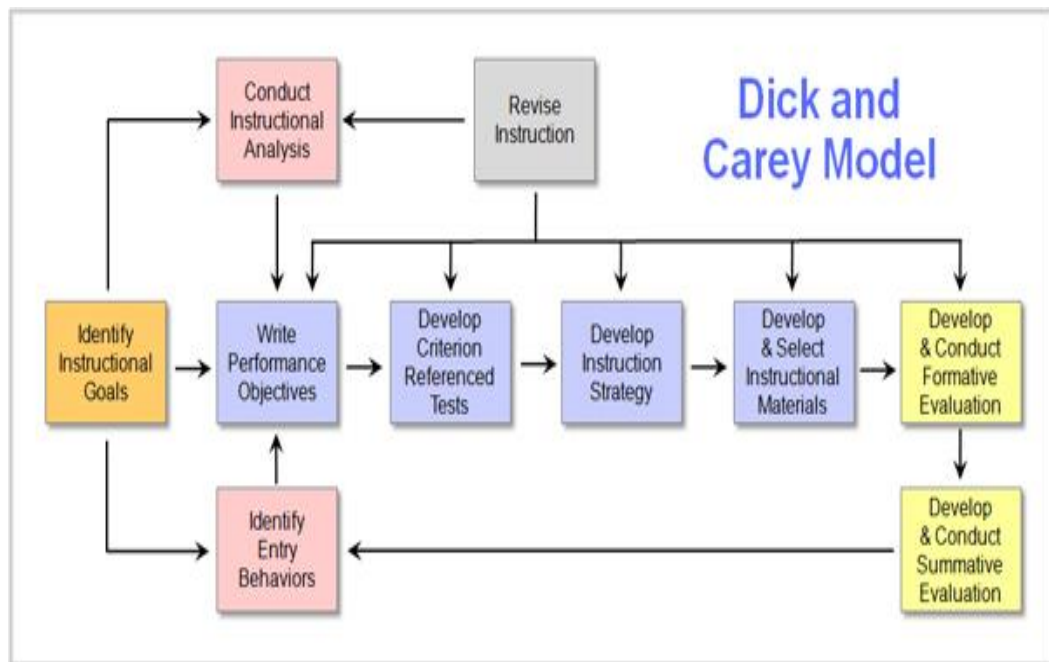 Dick and
Carey Model
Conduct
Instructional
Analysis
Revise
Instruction
Identify
Instructional
Goals
Write
Performance
Objectives
Develop
Criterion
Referenced
Tests
Develop
Instruction
Strategy
Develop
& Select
Instructional
Materials
Develop
& Conduct
Formative
Evaluation
Identify
Entry
Behaviors
Develop
& Conduct
Summative
Evaluation